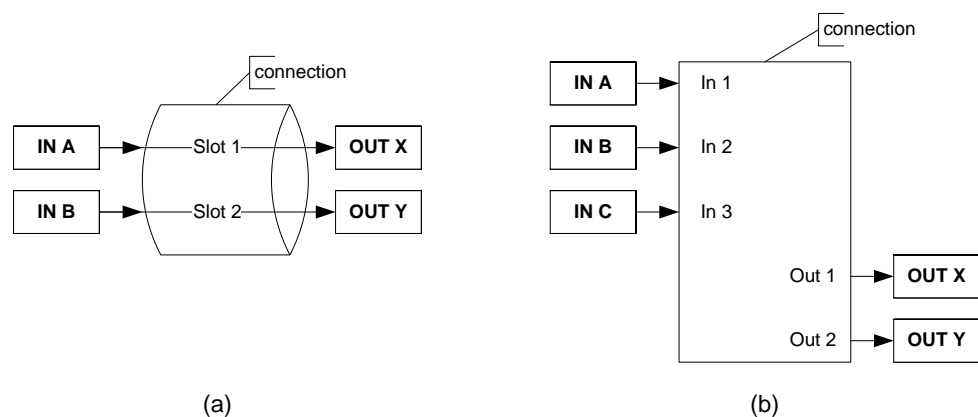 connection
IN A Slot 1 OUT X
IN B Slot 2 OUT Y
(a)
connection
IN A In 1
IN B In 2
IN C In 3
Out 1 OUT X
Out 2 OUT Y
(b)